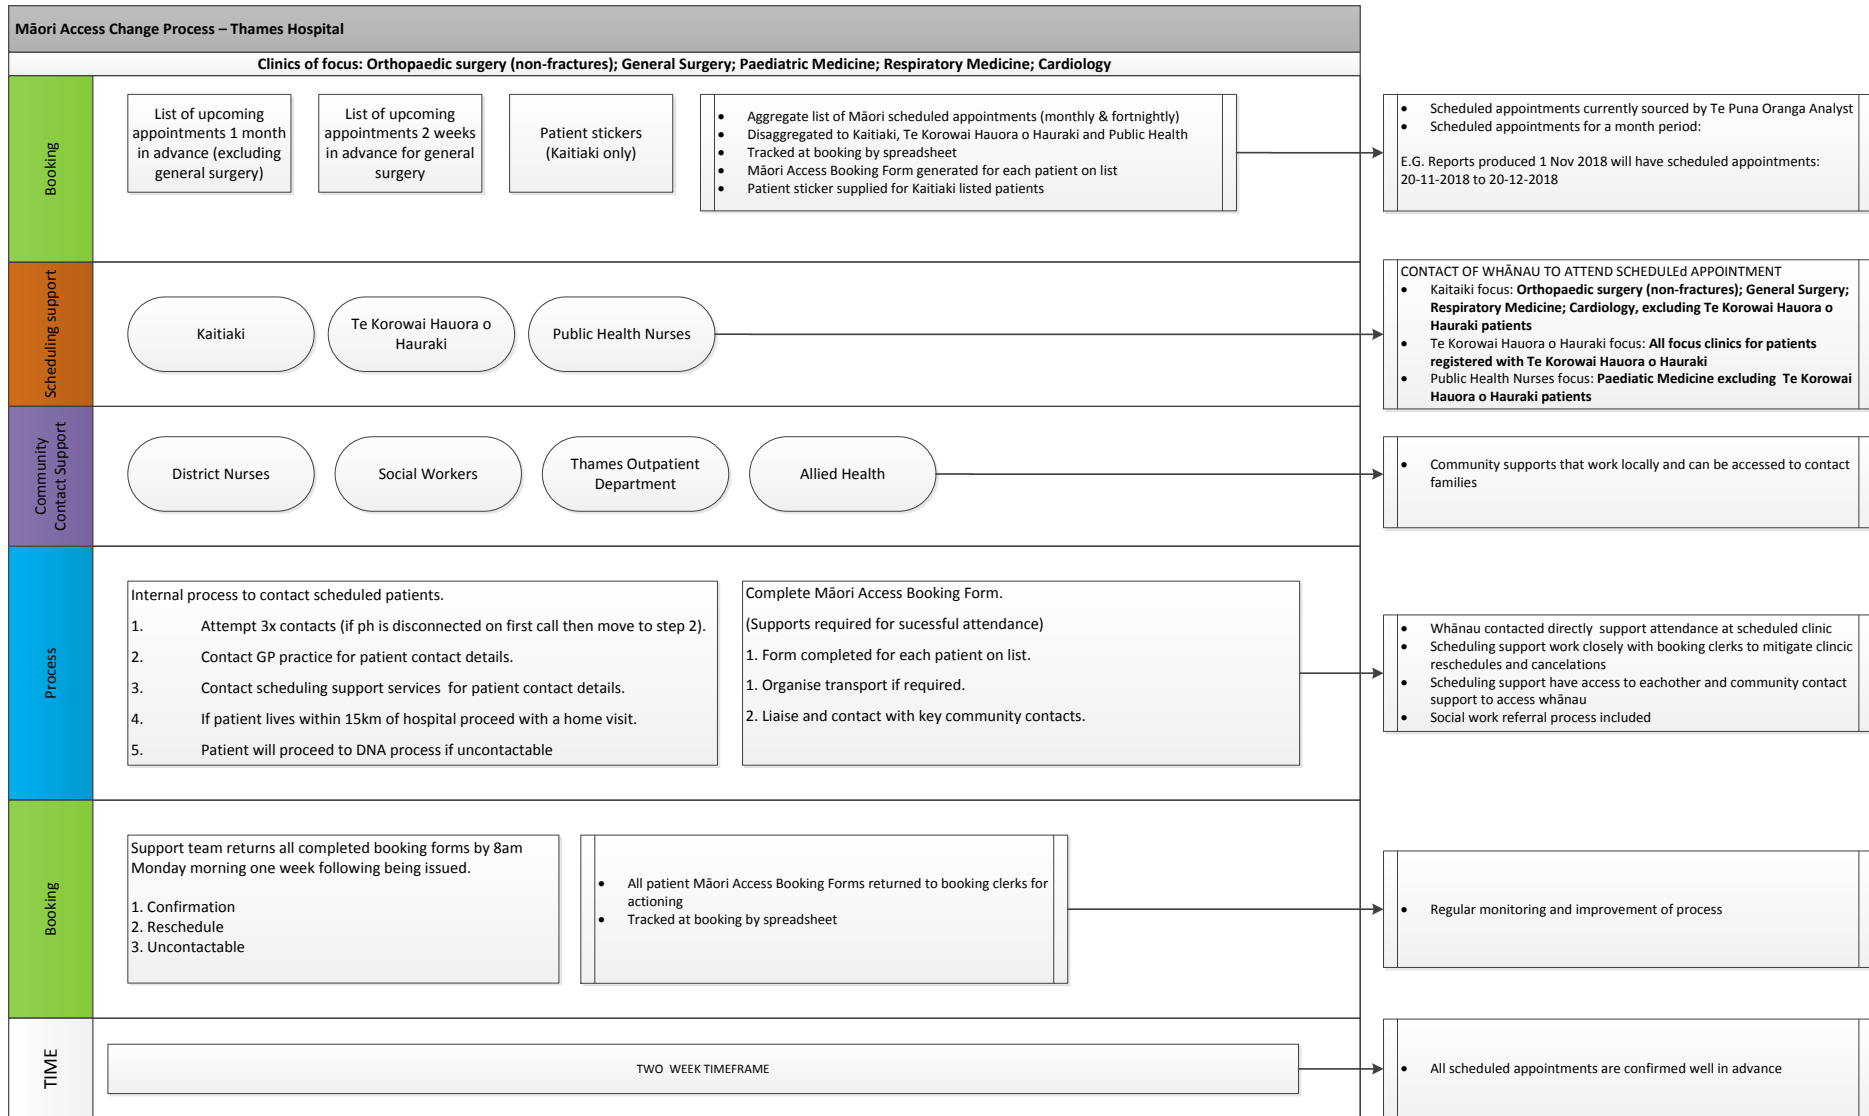 Māori Access Change Process – Thames Hospital
Clinics of focus: Orthopaedic surgery (non-fractures); General Surgery; Paediatric Medicine; Respiratory Medicine; Cardiology
Booking
List of upcoming
appointments 1 month
in advance (excluding
general surgery)
List of upcoming
appointments 2 weeks
in advance for general
surgery
Patient stickers
(Kaitiaki only)
• Aggregate list of Māori scheduled appointments (monthly & fortnightly)
• Disaggregated to Kaitiaki, Te Korowai Hauora o Hauraki and Public Health
• Tracked at booking by spreadsheet
• Māori Access Booking Form generated for each patient on list
• Patient sticker supplied for Kaitiaki listed patients
• Scheduled appointments currently sourced by Te Puna Oranga Analyst
• Scheduled appointments for a month period:
E.G. Reports produced 1 Nov 2018 will have scheduled appointments:
20-11-2018 to 20-12-2018
Scheduling support
Kaitiaki
Te Korowai Hauora o
Hauraki
Public Health Nurses
CONTACT OF WHĀNAU TO ATTEND SCHEDULEd APPOINTMENT
• Kaitaiki focus: Orthopaedic surgery (non-fractures); General Surgery;
Respiratory Medicine; Cardiology, excluding Te Korowai Hauora o
Hauraki patients
• Te Korowai Hauora o Hauraki focus: All focus clinics for patients
registered with Te Korowai Hauora o Hauraki
• Public Health Nurses focus: Paediatic Medicine excluding Te Korowai
Hauora o Hauraki patients
Community
Contact Support
District Nurses
Social Workers
Thames Outpatient
Department
Allied Health
• Community supports that work locally and can be accessed to contact
families
Process
Internal process to contact scheduled patients.
1. Attempt 3x contacts (if ph is disconnected on first call then move to step 2).
2. Contact GP practice for patient contact details.
3. Contact scheduling support services for patient contact details.
4. If patient lives within 15km of hospital proceed with a home visit.
5. Patient will proceed to DNA process if uncontactable
Complete Māori Access Booking Form.
(Supports required for sucessful attendance)
1. Form completed for each patient on list.
1. Organise transport if required.
2. Liaise and contact with key community contacts.
• Whānau contacted directly support attendance at scheduled clinic
• Scheduling support work closely with booking clerks to mitigate clincic
reschedules and cancelations
• Scheduling support have access to eachother and community contact
support to access whānau
• Social work referral process included
Booking
Support team returns all completed booking forms by 8am
Monday morning one week following being issued.
1. Confirmation
2. Reschedule
3. Uncontactable
• All patient Māori Access Booking Forms returned to booking clerks for
actioning
• Tracked at booking by spreadsheet
• Regular monitoring and improvement of process
TIME
TWO WEEK TIMEFRAME
• All scheduled appointments are confirmed well in advance